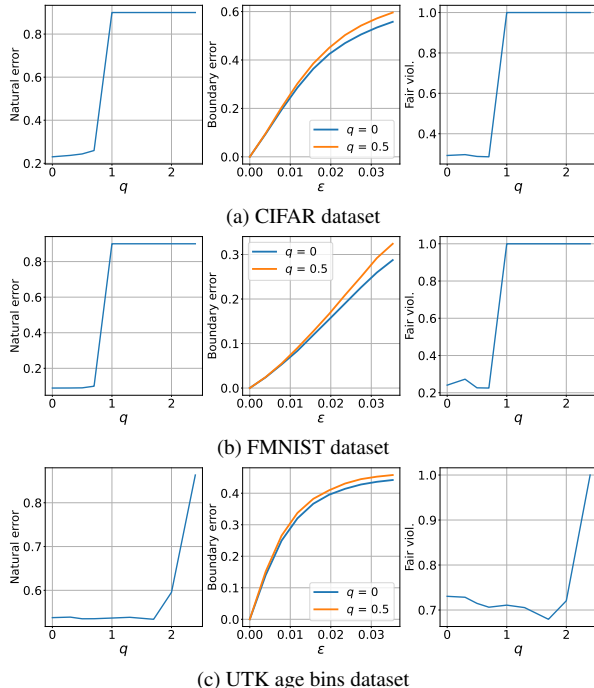 Natural error
0.8
0.6
0.4
0.2
0
1
2
q
Boundary error
0.8
0.6
0.4
0.2
0.0
0.00
0.01
0.02
0.03
ε
q = 0
q = 0.5
Fair viol.
1.0
0.8
0.6
0.4
0
1
2
q
(a) CIFAR dataset
Natural error
0.8
0.6
0.4
0.2
0
1
2
q
Boundary error
0.3
0.2
0.1
0.0
0.00
0.01
0.02
0.03
ε
q = 0
q = 0.5
Fair viol.
1.0
0.8
0.6
0.4
0.2
0
1
2
q
(b) FMNIST dataset
Natural error
0.8
0.7
0.6
0
1
2
q
Boundary error
0.4
0.3
0.2
0.1
0.0
0.00
0.01
0.02
0.03
ε
q = 0
q = 0.5
Fair viol.
1.0
0.9
0.8
0.7
0
1
2
q
(c) UTK age bins dataset